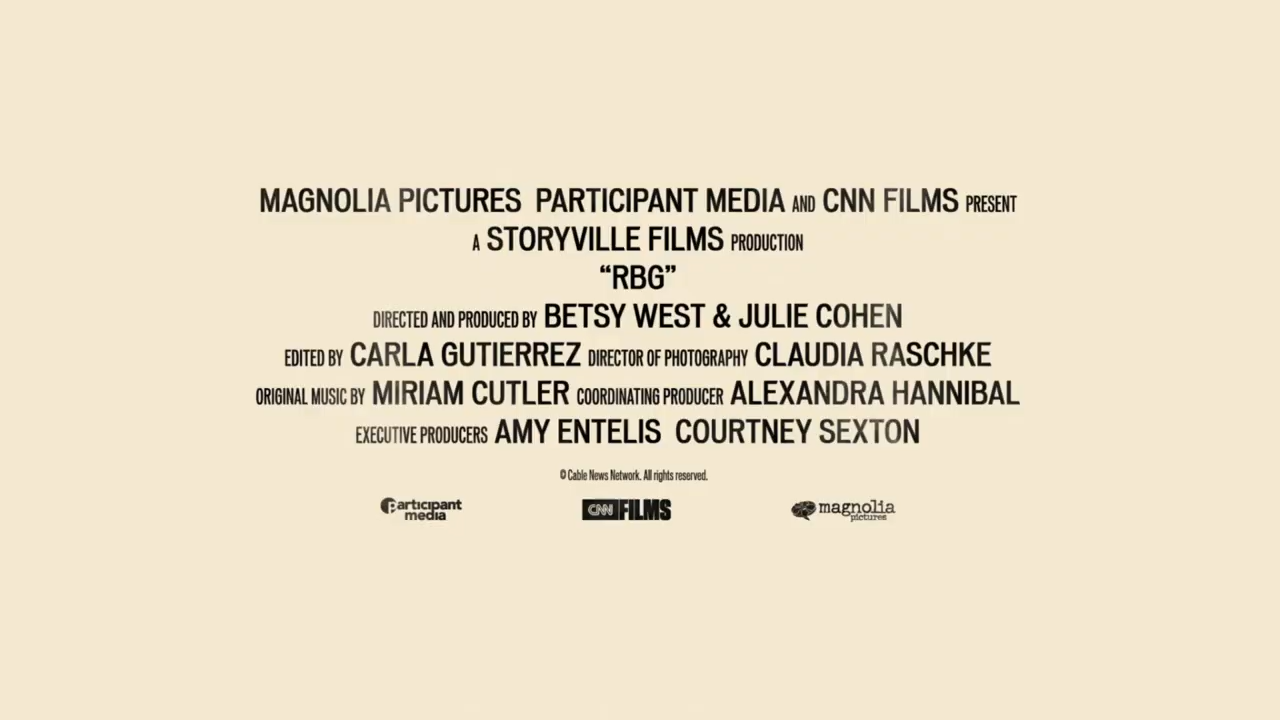 MAGNOLIA PICTURES PARTICIPANT MEDIA AND CNN FILMS PRESENT
A STORYVILLE FILMS PRODUCTION
“RBG”
DIRECTED AND PRODUCED BY BETSY WEST & JULIE COHEN
EDITED BY CARLA GUTIERREZ DIRECTOR OF PHOTOGRAPHY CLAUDIA RASCHKE
ORIGINAL MUSIC BY MIRIAM CUTLER COORDINATING PRODUCER ALEXANDRA HANNIBAL
EXECUTIVE PRODUCERS AMY ENTELIS COURTNEY SEXTON
© Cable News Network. All rights reserved.
Participant
media
CNN FILMS
magnolia
pictures